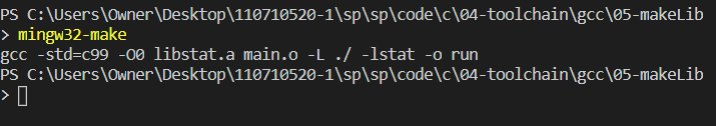 PS C:\Users\Owner\Desktop\110710520-1\sp\sp\code\c\04-toolchain\gcc\05-makeLib
> mingw32-make
gcc -std=c99 -O0 libstat.a main.o -L ./ -lstat -o run
PS C:\Users\Owner\Desktop\110710520-1\sp\sp\code\c\04-toolchain\gcc\05-makeLib
>